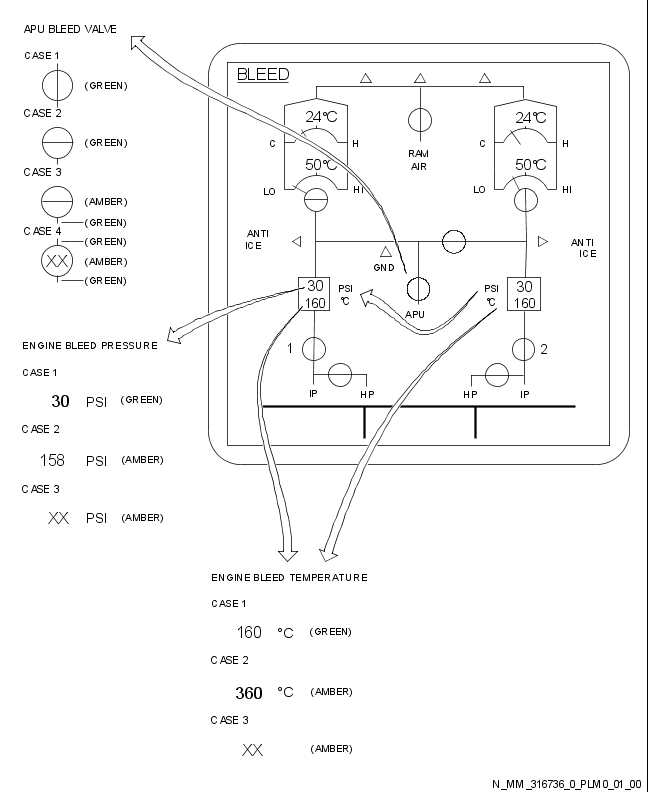 APU BLEED VALVE
CASE 1
(GREEN)
CASE 2
(GREEN)
CASE 3
(AMBER)
(GREEN)
CASE 4
(GREEN)
XX (AMBER)
(GREEN)
BLEED
24°C
C H
50°C
LO HI
RAM
AIR
24°C
C H
50°C
LO HI
ANTI
ICE
GND
ANTI
ICE
30
160
PSI
°C
APU
PSI
°C
30
160
1
2
IP HP
HP IP
ENGINE BLEED PRESSURE
CASE 1
30 PSI (GREEN)
CASE 2
158 PSI (AMBER)
CASE 3
XX PSI (AMBER)
ENGINE BLEED TEMPERATURE
CASE 1
160 °C (GREEN)
CASE 2
360 °C (AMBER)
CASE 3
XX (AMBER)
N_MM_316736_0_PLM0_01_00